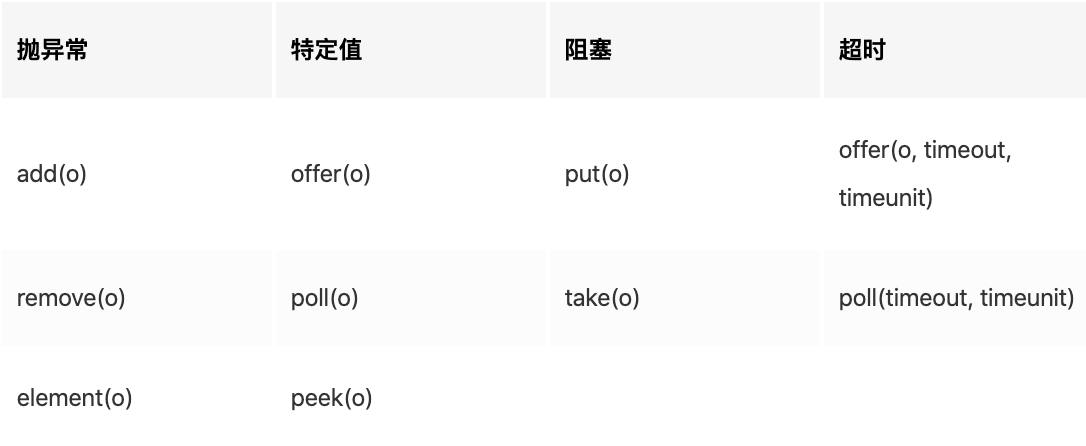 抛异常 特定值 阻塞 超时
add(o) offer(o) put(o) offer(o, timeout,
timeunit)
remove(o) poll(o) take(o) poll(timeout, timeunit)
element(o) peek(o)